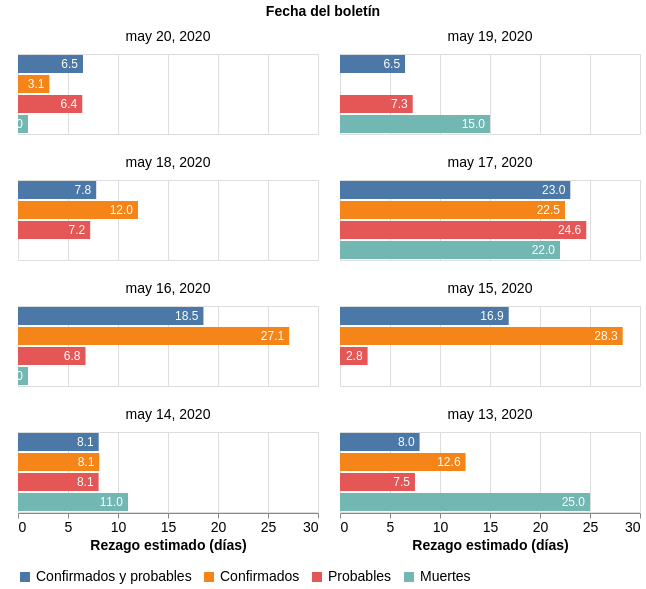 Fecha del boletín
may 20, 2020
6.5
3.1
6.4
0
may 19, 2020
6.5
7.3
15.0
may 18, 2020
7.8
12.0
7.2
may 17, 2020
23.0
22.5
24.6
22.0
may 16, 2020
18.5
27.1
6.8
0
may 15, 2020
16.9
28.3
2.8
may 14, 2020
8.1
8.1
8.1
11.0
0 5 10 15 20 25 30
Rezago estimado (días)
may 13, 2020
8.0
12.6
7.5
25.0
0 5 10 15 20 25 30
Rezago estimado (días)
Confirmados y probables Confirmados Probables Muertes